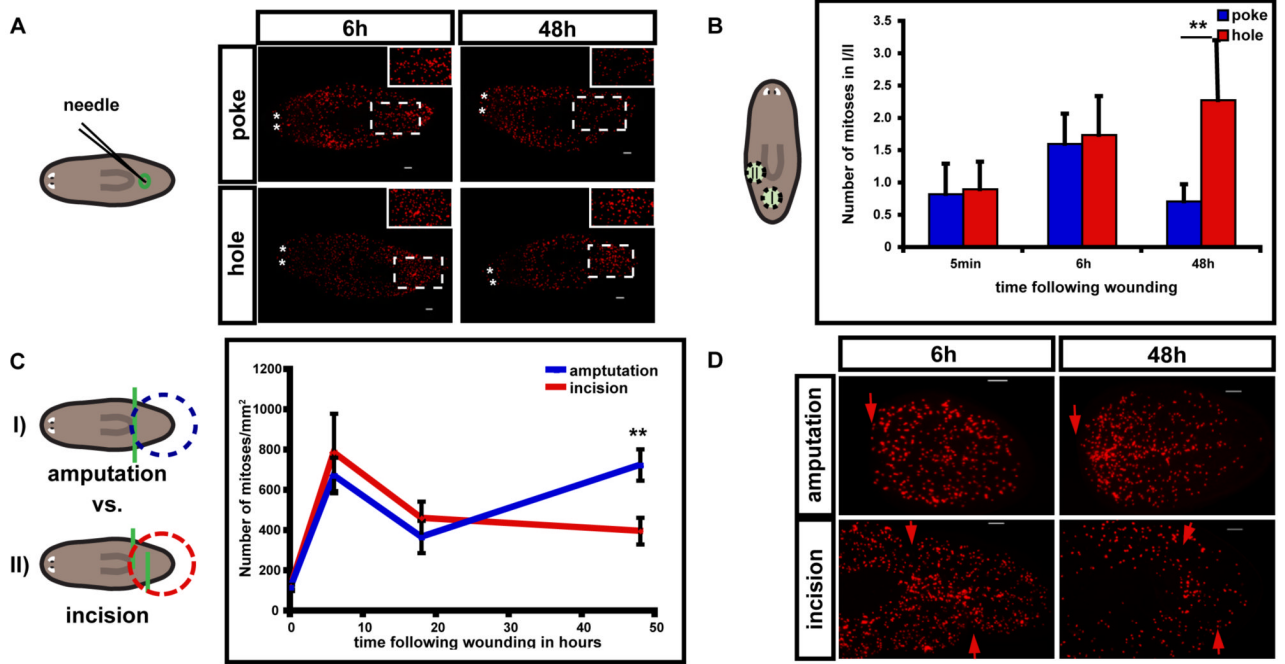 A
6h
48h
needle
poke
hole
*
*
*
*
*
*
*
*
B
Number of mitoses in I/II
3.5
3.0
2.5
2.0
1.5
1.0
0.5
0
5min
6h
48h
time following wounding
poke
hole
**
I
II
C
I)
amputation
vs.
II)
incision
Number of mitoses/mm²
1200
1000
800
600
400
200
0
0
10
20
30
40
50
time following wounding in hours
amptutation
incision
**
D
6h
48h
amputation
incision